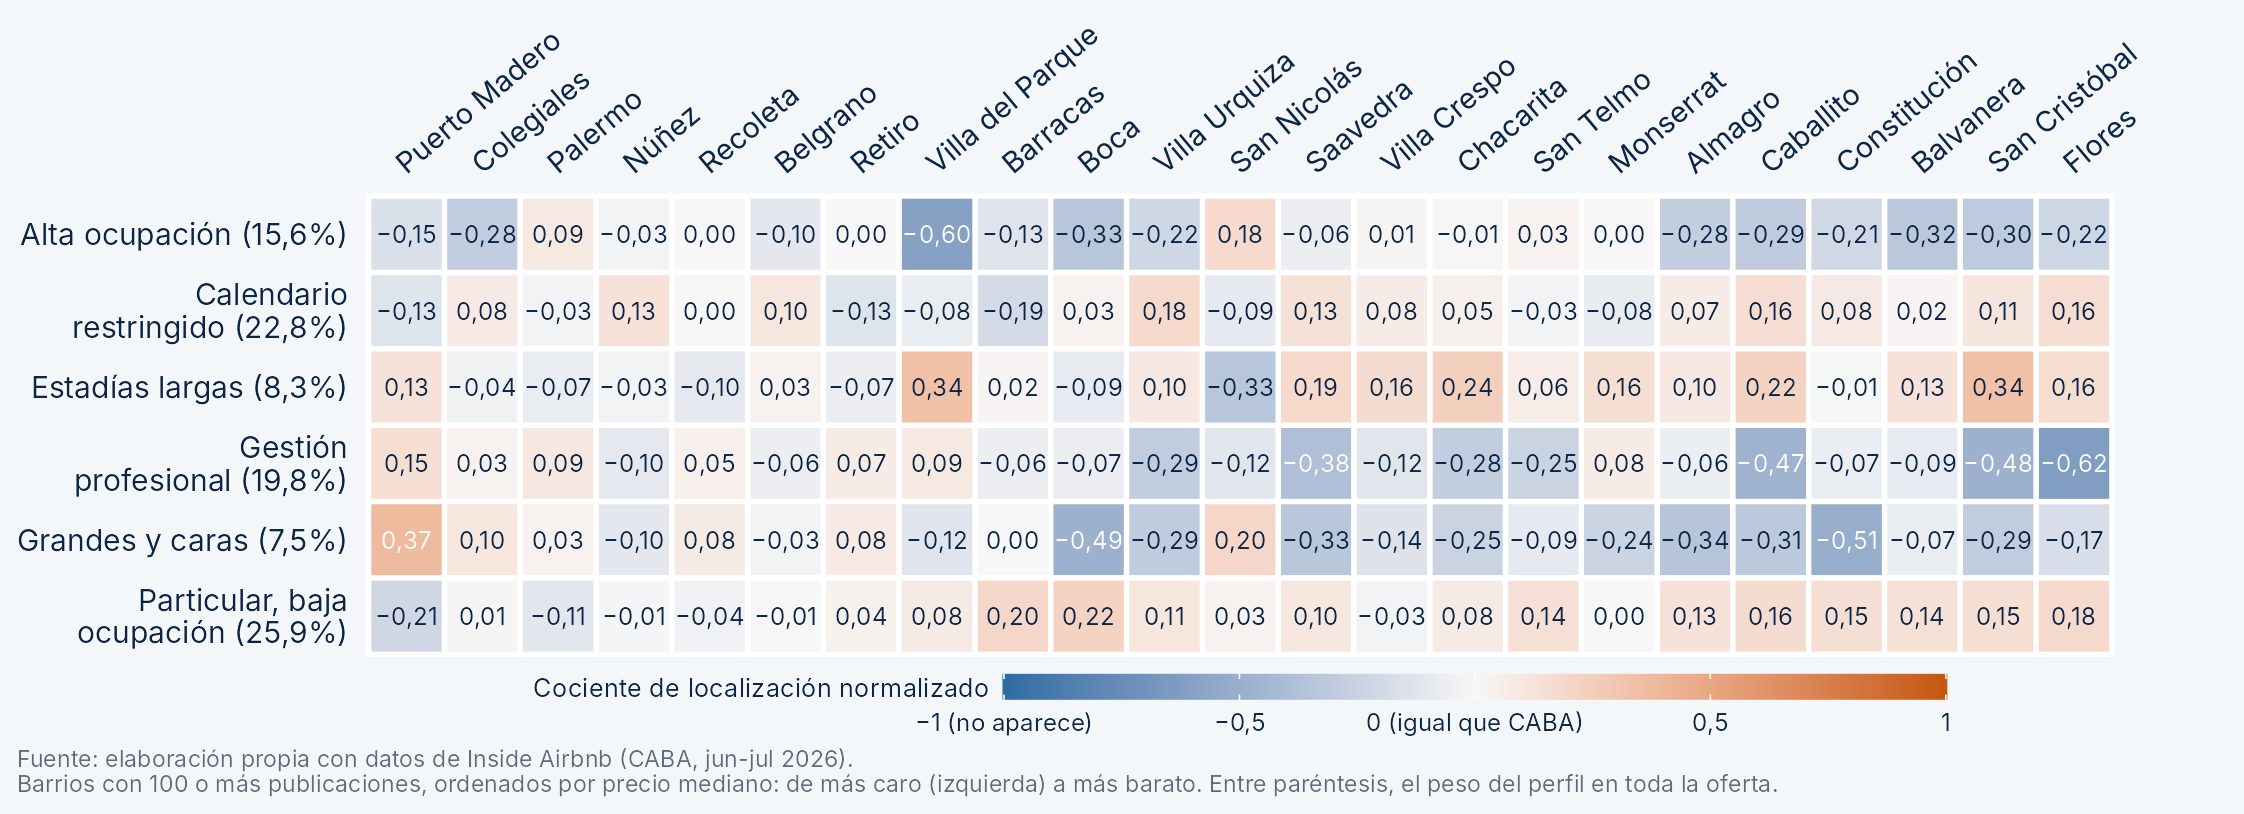 Puerto Madero
Colegiales
Palermo
Núñez
Recoleta
Belgrano
Retiro
Villa del Parque
Barracas
Boca
Villa Urquiza
San Nicolás
Saavedra
Villa Crespo
Chacarita
San Telmo
Monserrat
Almagro
Caballito
Constitución
Balvanera
San Cristóbal
Flores
Alta ocupación (15,6%) −0,15 −0,28 0,09 −0,03 0,00 −0,10 0,00 −0,60 −0,13 −0,33 −0,22 0,18 −0,06 0,01 −0,01 0,03 0,00 −0,28 −0,29 −0,21 −0,32 −0,30 −0,22
Calendario
restringido (22,8%) −0,13 0,08 −0,03 0,13 0,00 0,10 −0,13 −0,08 −0,19 0,03 0,18 −0,09 0,13 0,08 0,05 −0,03 −0,08 0,07 0,16 0,08 0,02 0,11 0,16
Estadías largas (8,3%) 0,13 −0,04 −0,07 −0,03 −0,10 0,03 −0,07 0,34 0,02 −0,09 0,10 −0,33 0,19 0,16 0,24 0,06 0,16 0,10 0,22 −0,01 0,13 0,34 0,16
Gestión
profesional (19,8%) 0,15 0,03 0,09 −0,10 0,05 −0,06 0,07 0,09 −0,06 −0,07 −0,29 −0,12 −0,38 −0,12 −0,28 −0,25 0,08 −0,06 −0,47 −0,07 −0,09 −0,48 −0,62
Grandes y caras (7,5%) 0,37 0,10 0,03 −0,10 0,08 −0,03 0,08 −0,12 0,00 −0,49 −0,29 0,20 −0,33 −0,14 −0,25 −0,09 −0,24 −0,34 −0,31 −0,51 −0,07 −0,29 −0,17
Particular, baja
ocupación (25,9%) −0,21 0,01 −0,11 −0,01 −0,04 −0,01 0,04 0,08 0,20 0,22 0,11 0,03 0,10 −0,03 0,08 0,14 0,00 0,13 0,16 0,15 0,14 0,15 0,18
Cociente de localización normalizado
−1 (no aparece) −0,5 0 (igual que CABA) 0,5 1
Fuente: elaboración propia con datos de Inside Airbnb (CABA, jun-jul 2026).
Barrios con 100 o más publicaciones, ordenados por precio mediano: de más caro (izquierda) a más barato. Entre paréntesis, el peso del perfil en toda la oferta.